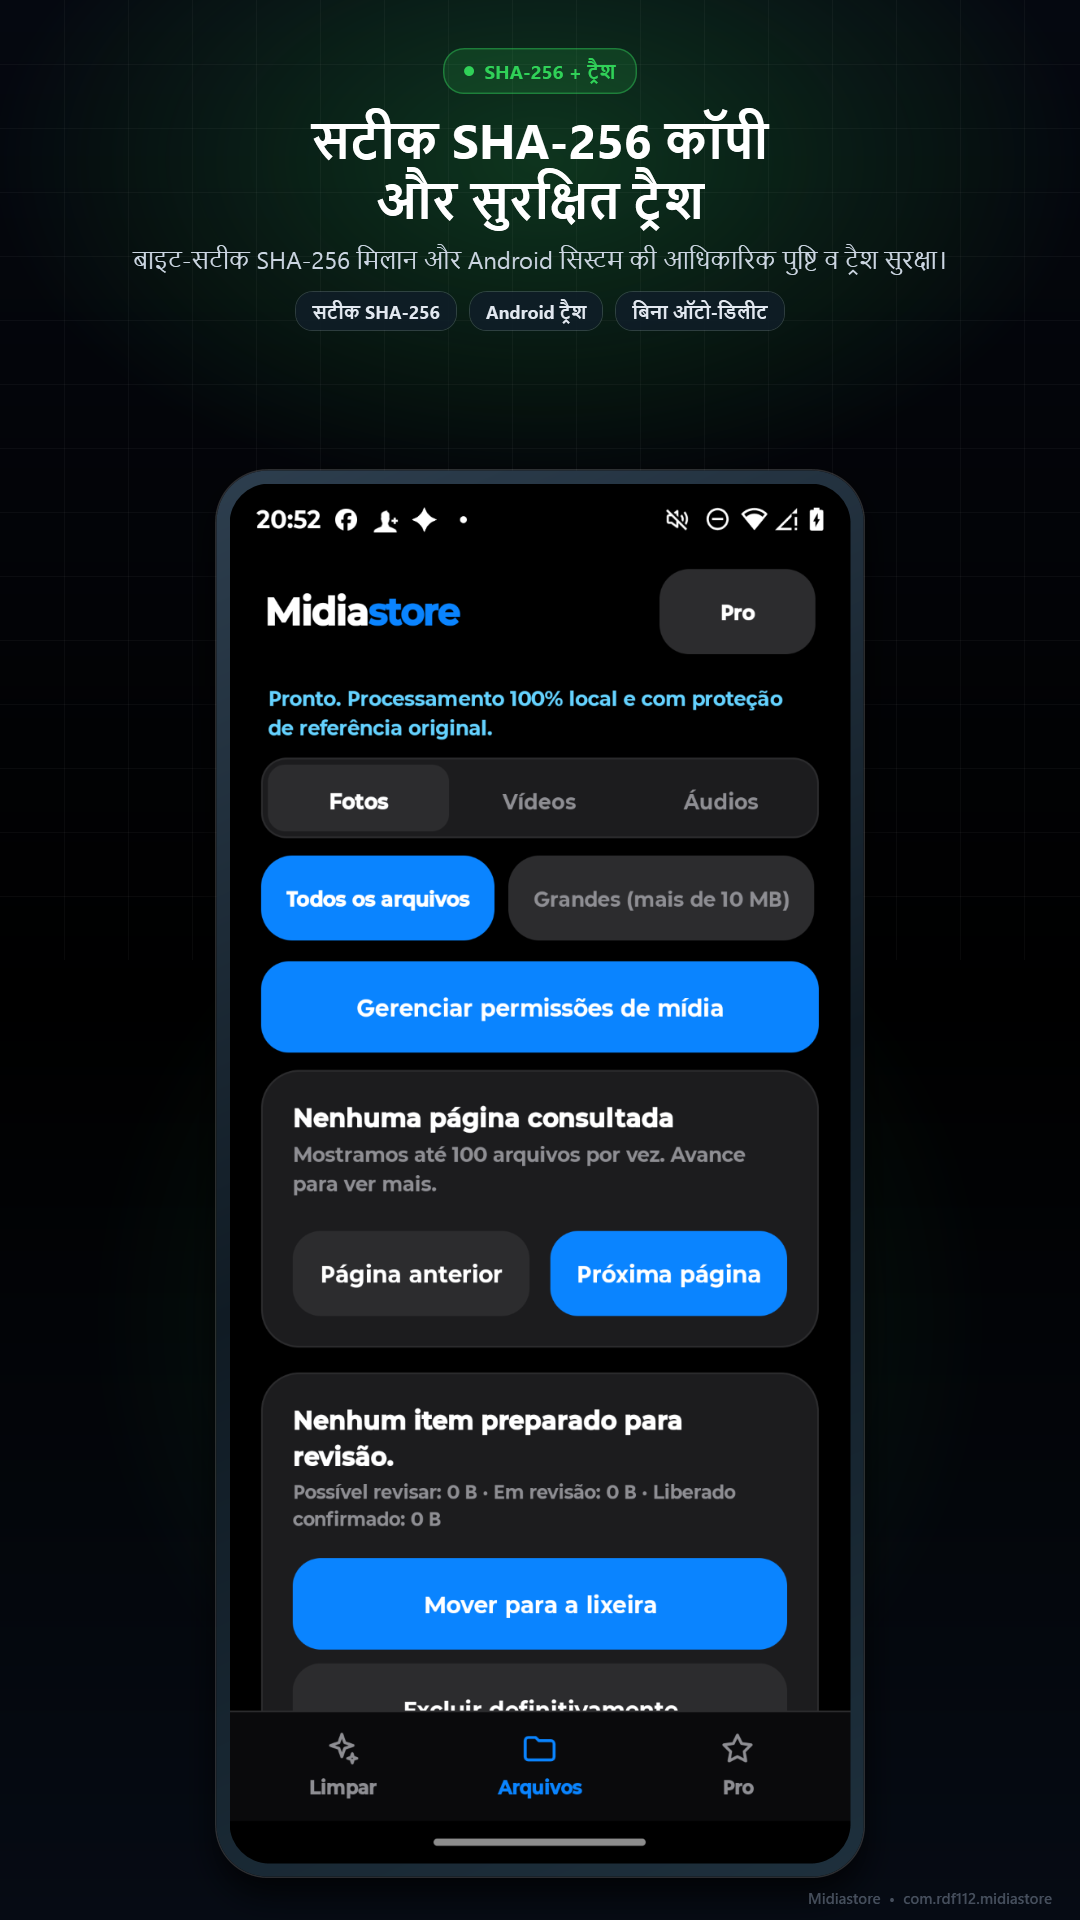 SHA-256 + ट्रैश
सटीक SHA-256 कॉपी
और सुरक्षित ट्रैश
बाइट-सटीक SHA-256 मिलान और Android सिस्टम की आधिकारिक पुष्टि व ट्रैश सुरक्षा।
सटीक SHA-256 Android ट्रैश बिना ऑटो-डिलीट
20:52
Midiastore Pro
Pronto. Processamento 100% local e com proteção
de referência original.
Fotos Vídeos Áudios
Todos os arquivos Grandes (mais de 10 MB)
Gerenciar permissões de mídia
Nenhuma página consultada
Mostramos até 100 arquivos por vez. Avance
para ver mais.
Página anterior Próxima página
Nenhum item preparado para
revisão.
Possível revisar: 0 B · Em revisão: 0 B · Liberado
confirmado: 0 B
Mover para a lixeira
Excluir definitivamente
Limpar Arquivos Pro
Midiastore • com.rdf112.midiastore